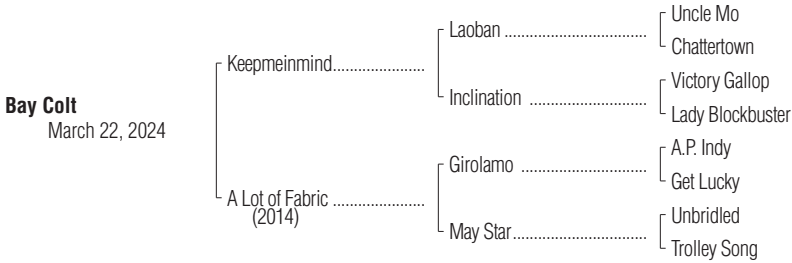 Bay Colt
March 22, 2024
Keepmeinmind......................
A Lot of Fabric ......................
(2014)
Laoban ..................................
Inclination ............................
Girolamo ..............................
May Star................................
Uncle Mo
Chattertown
Victory Gallop
Lady Blockbuster
A.P. Indy
Get Lucky
Unbridled
Trolley Song